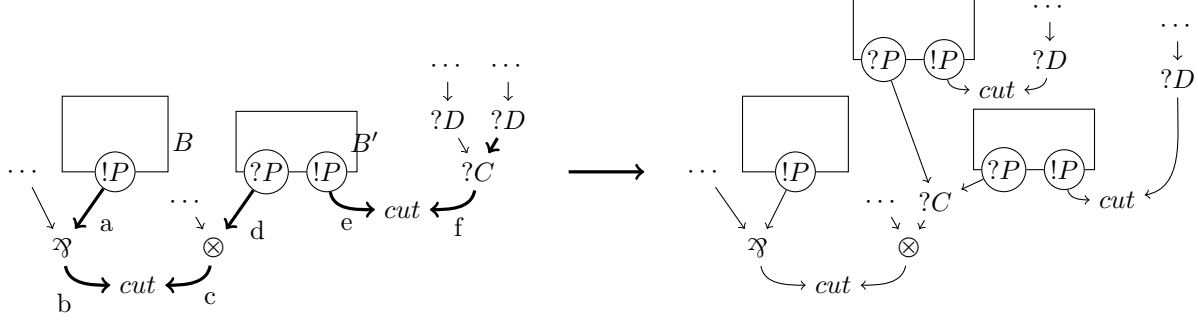 ··· ··· ··· ···
?P !P ?D
··· ··· cut ?D
?D ?D
B B′
··· !P ?P !P ?C ··· !P ?P !P
··· a d e cut f ··· ?C cut
⅋ ⊗ ⅋ ⊗
b cut c cut